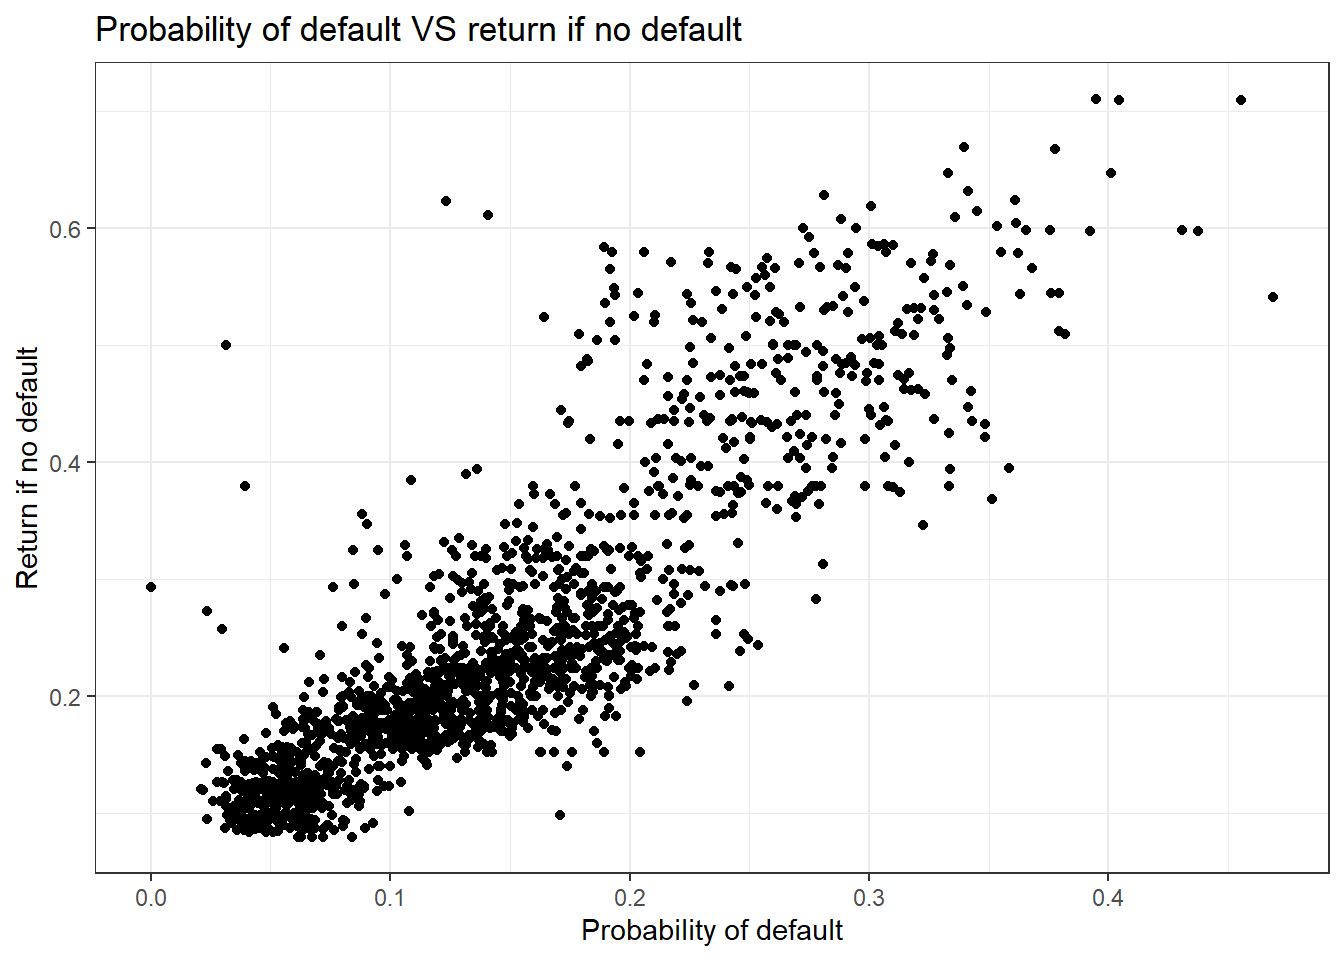 Probability of default VS return if no default
Return if no default
0.6
0.4
0.2
0.0 0.1 0.2 0.3 0.4
Probability of default